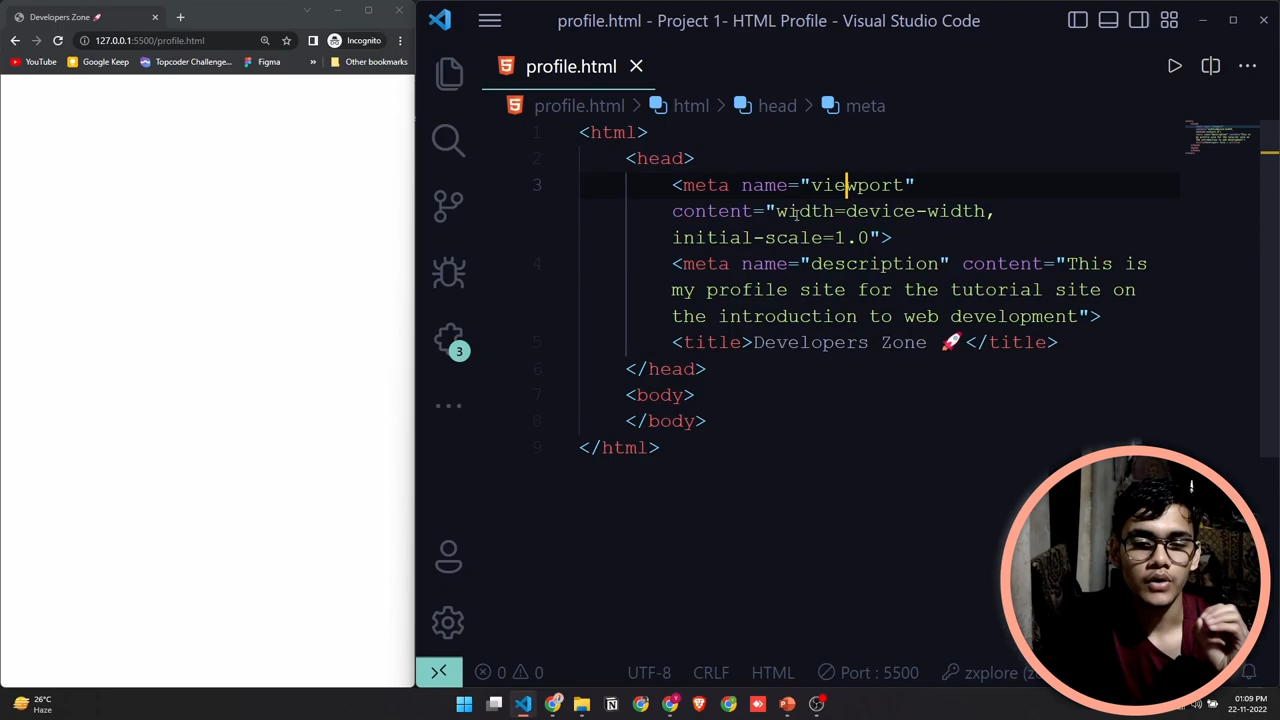 Developers Zone 🚀
profile.html - Project 1- HTML Profile - Visual Studio Code
127.0.0.1:5500/profile.html
Incognito
YouTube
Google Keep
Topcoder Challenge...
Figma
»
Other bookmarks
profile.html
profile.html > html > head > meta
1 <html>
2 <head>
3 <meta name="viewport"
content="width=device-width,
initial-scale=1.0">
4 <meta name="description" content="This is
my profile site for the tutorial site on
the introduction to web development">
5 <title>Developers Zone 🚀</title>
6 </head>
7 <body>
8 </body>
9 </html>
3
0 0
UTF-8
CRLF
HTML
Port : 5500
26°C
Haze
01:09 PM
22-11-2022